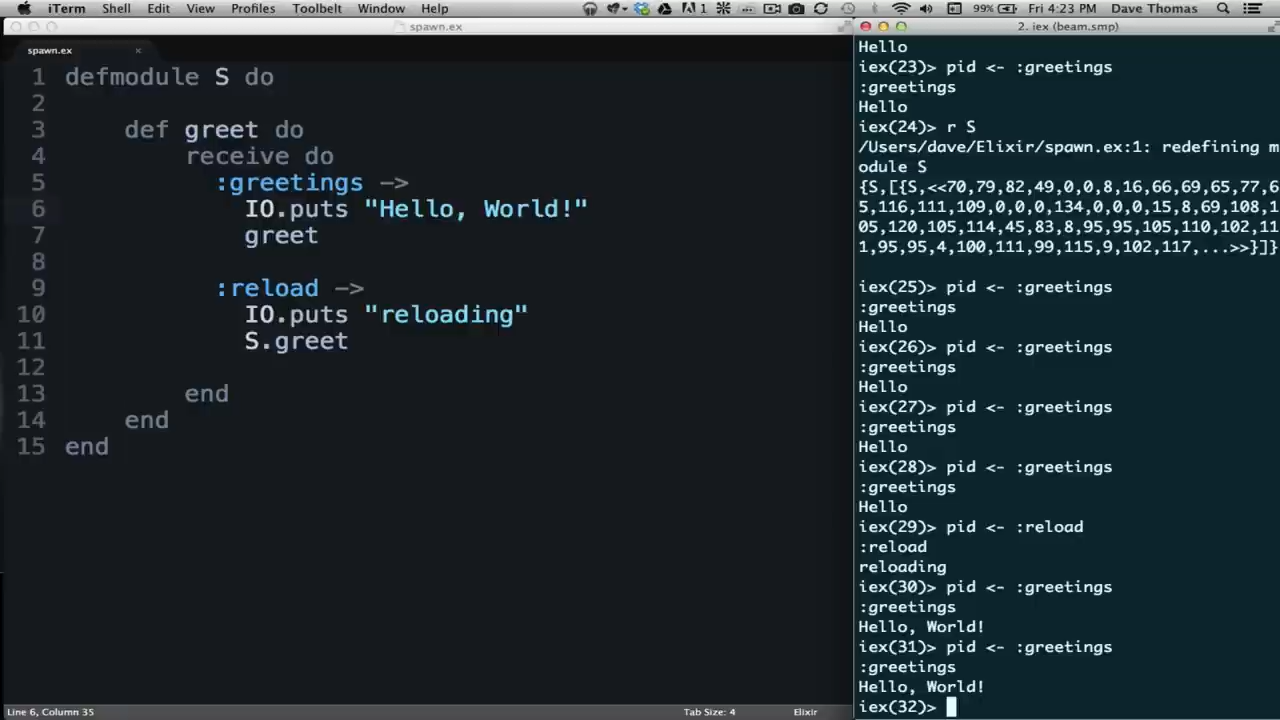 iTerm Shell Edit View Profiles Toolbelt Window Help 1 99% Fri 4:23 PM Dave Thomas
spawn.ex
spawn.ex ×
1 defmodule S do
2
3 def greet do
4 receive do
5 :greetings ->
6 IO.puts "Hello, World!"
7 greet
8
9 :reload ->
10 IO.puts "reloading"
11 S.greet
12
13 end
14 end
15 end
Line 6, Column 35 Tab Size: 4 Elixir
2. iex (beam.smp)
Hello
iex(23)> pid <- :greetings
:greetings
Hello
iex(24)> r S
/Users/dave/Elixir/spawn.ex:1: redefining m
odule S
{S,[{S,<<70,79,82,49,0,0,8,16,66,69,65,77,6
5,116,111,109,0,0,0,134,0,0,0,15,8,69,108,1
05,120,105,114,45,83,8,95,95,105,110,102,11
1,95,95,4,100,111,99,115,9,102,117,...>>}]}
iex(25)> pid <- :greetings
:greetings
Hello
iex(26)> pid <- :greetings
:greetings
Hello
iex(27)> pid <- :greetings
:greetings
Hello
iex(28)> pid <- :greetings
:greetings
Hello
iex(29)> pid <- :reload
:reload
reloading
iex(30)> pid <- :greetings
:greetings
Hello, World!
iex(31)> pid <- :greetings
:greetings
Hello, World!
iex(32)>